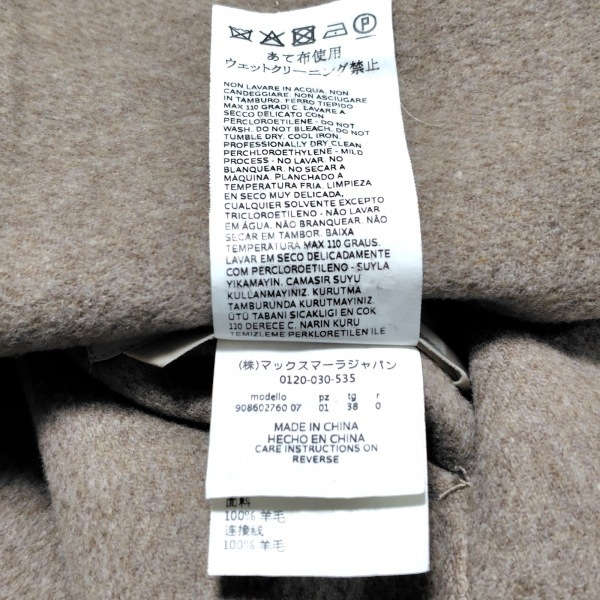 P
あて布使用
ウェットクリーニング禁止
NON LAVARE IN ACQUA. NON
CANDEGGIARE. NON ASCIUGARE
IN TAMBURO. FERRO TIEPIDO
MAX 110 GRADI C. LAVARE A
SECCO DELICATO CON
PERCLOROETILENE - DO NOT
WASH. DO NOT BLEACH. DO NOT
TUMBLE DRY. COOL IRON.
PROFESSIONALLY DRY CLEAN
PERCHLOROETHYLENE - MILD
PROCESS - NO LAVAR. NO
BLANQUEAR. NO SECAR A
MÁQUINA. PLANCHADO A
TEMPERATURA FRIA. LIMPIEZA
EN SECO MUY DELICADA,
CUALQUIER SOLVENTE EXCEPTO
TRICLOROETILENO - NÃO LAVAR
EM ÁGUA. NÃO BRANQUEAR. NÃO
SECAR EM TAMBOR. BAIXA
TEMPERATURA MAX 110 GRAUS.
LAVAR EM SECO DELICADAMENTE
COM PERCLOROETILENO - SUYLA
YIKAMAYIN. CAMASIR SUYU
KULLANMAYINIZ. KURUTMA
TAMBURUNDA KURUTMAYINIZ.
ÜTÜ TABANI SICAKLIGI EN COK
110 DERECE C. NARIN KURU
TEMIZLEME PERKLORETILEN ILE
(株)マックスマーラジャパン
0120-030-535
modello pz tg r
908602760 07 01 38 0
MADE IN CHINA
HECHO EN CHINA
CARE INSTRUCTIONS ON
REVERSE
面料
100% 羊毛
连接线
100% 羊毛